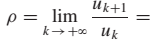 ρ = lim_{k→+∞} u_{k+1} / u_k =